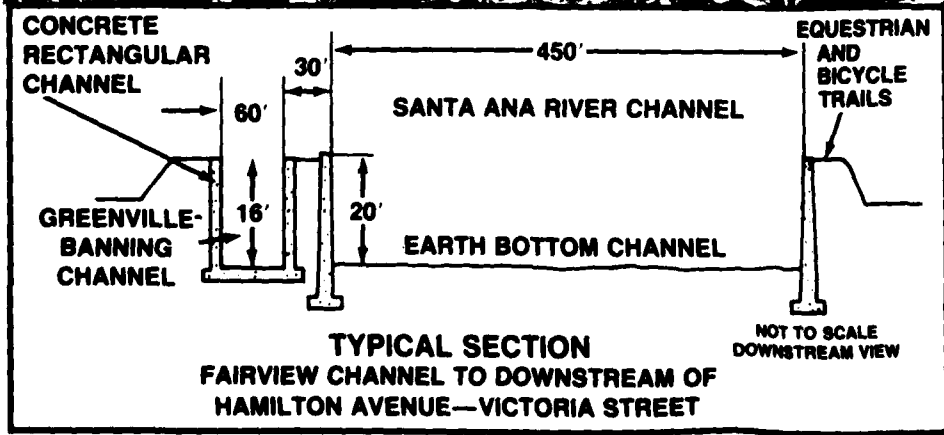 CONCRETE
RECTANGULAR
CHANNEL
30'
450'
EQUESTRIAN
AND
BICYCLE
TRAILS
60'
SANTA ANA RIVER CHANNEL
GREENVILLE-
BANNING
CHANNEL
16'
20'
EARTH BOTTOM CHANNEL
TYPICAL SECTION
FAIRVIEW CHANNEL TO DOWNSTREAM OF
HAMILTON AVENUE—VICTORIA STREET
NOT TO SCALE
DOWNSTREAM VIEW